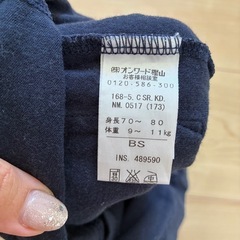 ㈱オンワード樫山
お客様相談室
0120-586-300
168-5. C SR. KD.
NM. 0517 (173)
身長70～ 80
体重 9～ 11kg
BS
INS. 489590